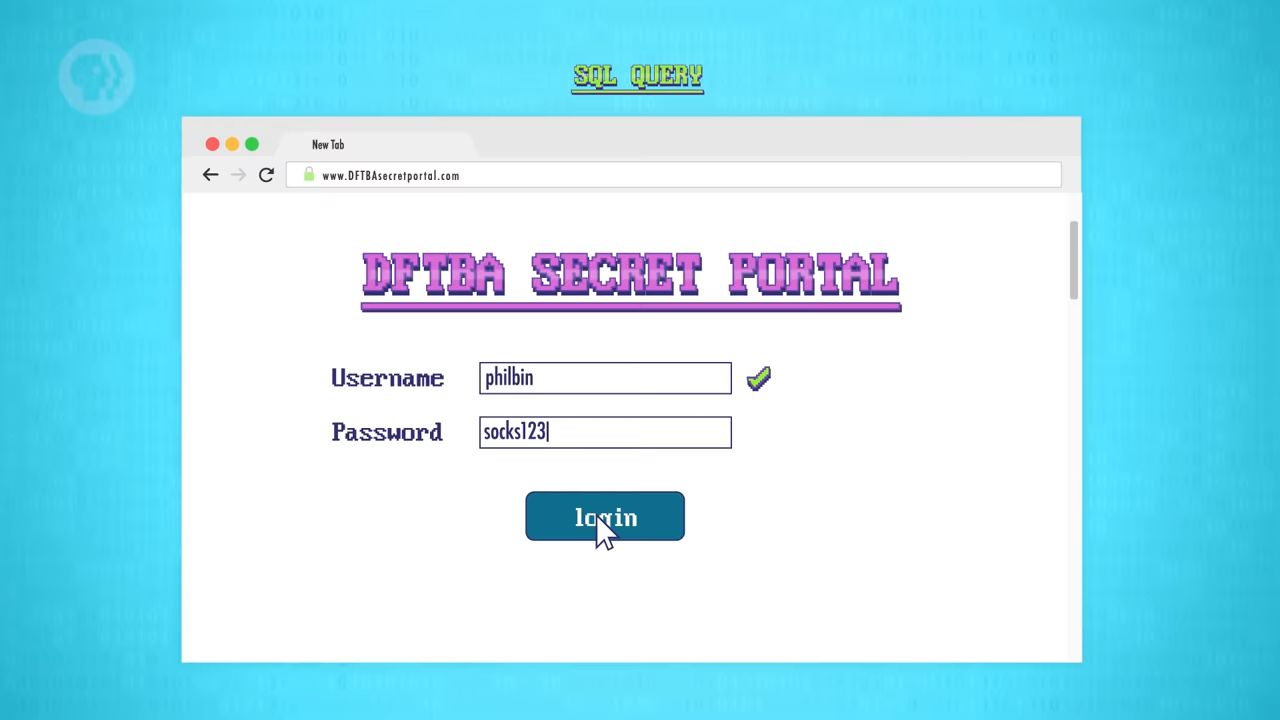 SQL QUERY
New Tab
www.DFTBAsecretportal.com
DFTBA SECRET PORTAL
Username philbin
Password socks123
login